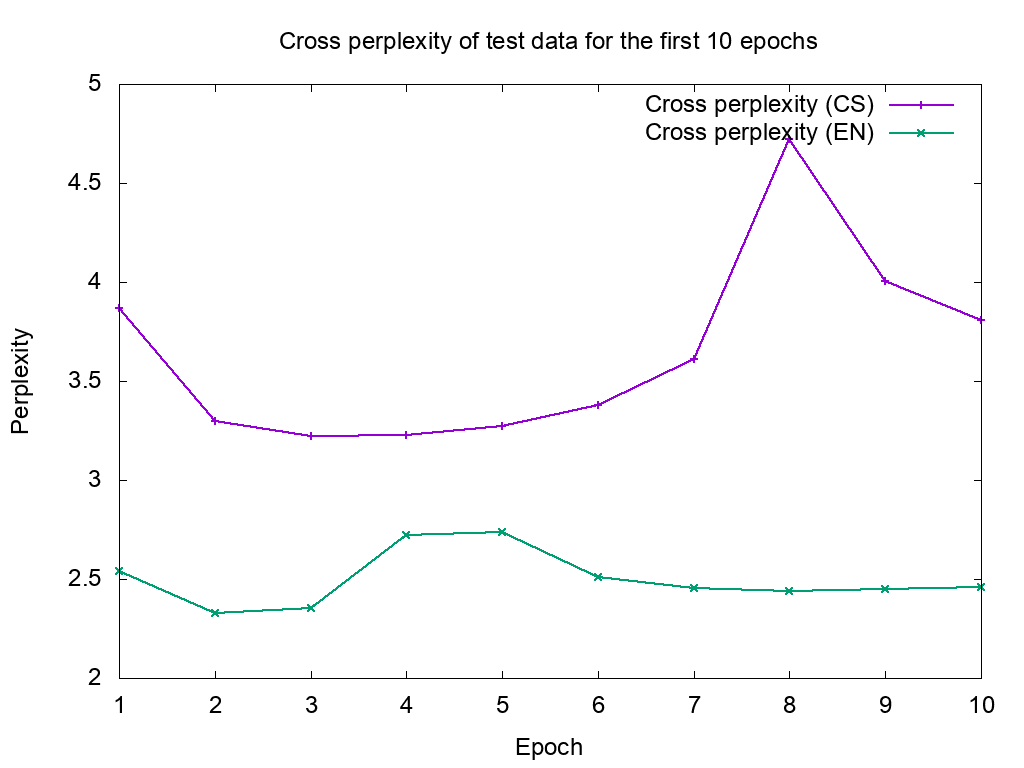 Cross perplexity of test data for the first 10 epochs
5
Cross perplexity (CS)
Cross perplexity (EN)
4.5
4
3.5
3
2.5
2
Perplexity
1 2 3 4 5 6 7 8 9 10
Epoch